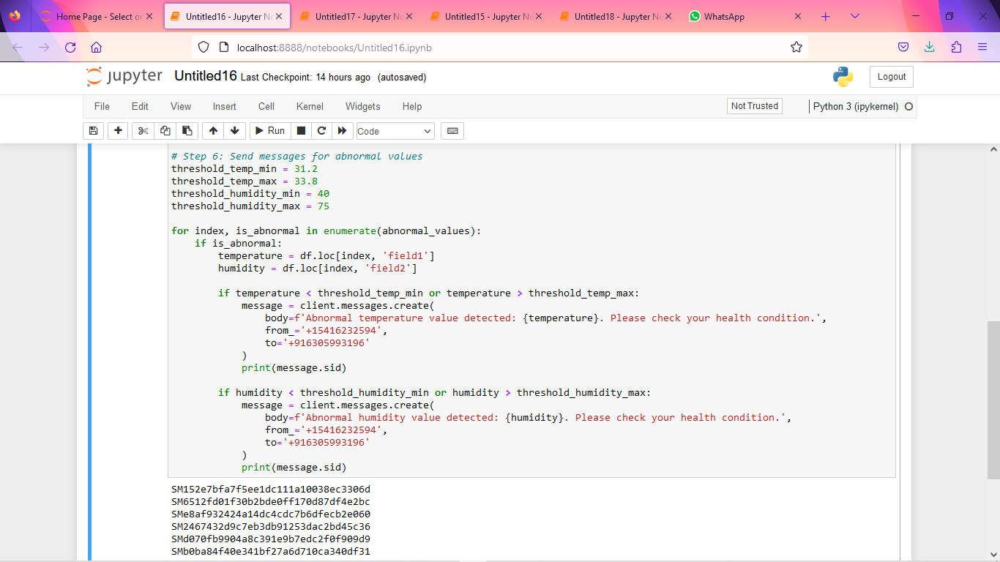 Home Page - Select or
Untitled16 - Jupyter No
Untitled17 - Jupyter No
Untitled15 - Jupyter No
Untitled18 - Jupyter No
WhatsApp
localhost:8888/notebooks/Untitled16.ipynb
jupyter Untitled16 Last Checkpoint: 14 hours ago (autosaved)
Logout
File Edit View Insert Cell Kernel Widgets Help
Not Trusted
Python 3 (ipykernel)
Run
Code
# Step 6: Send messages for abnormal values
threshold_temp_min = 31.2
threshold_temp_max = 33.8
threshold_humidity_min = 40
threshold_humidity_max = 75
for index, is_abnormal in enumerate(abnormal_values):
    if is_abnormal:
        temperature = df.loc[index, 'field1']
        humidity = df.loc[index, 'field2']
        if temperature < threshold_temp_min or temperature > threshold_temp_max:
            message = client.messages.create(
                body=f'Abnormal temperature value detected: {temperature}. Please check your health condition.',
                from_='+15416232594',
                to='+916305993196'
            )
            print(message.sid)
        if humidity < threshold_humidity_min or humidity > threshold_humidity_max:
            message = client.messages.create(
                body=f'Abnormal humidity value detected: {humidity}. Please check your health condition.',
                from_='+15416232594',
                to='+916305993196'
            )
            print(message.sid)
SM152e7bfa7f5ee1dc111a10038ec3306d
SM6512fd01f30b2bde0ff170d87df4e2bc
SMe8af932424a14dc4cdc7b6dfecb2e060
SM2467432d9c7eb3db91253dac2bd45c36
SMd070fb9904a8c391e9b7edc2f0f909d9
SMb0ba84f40e341bf27a6d710ca340df31